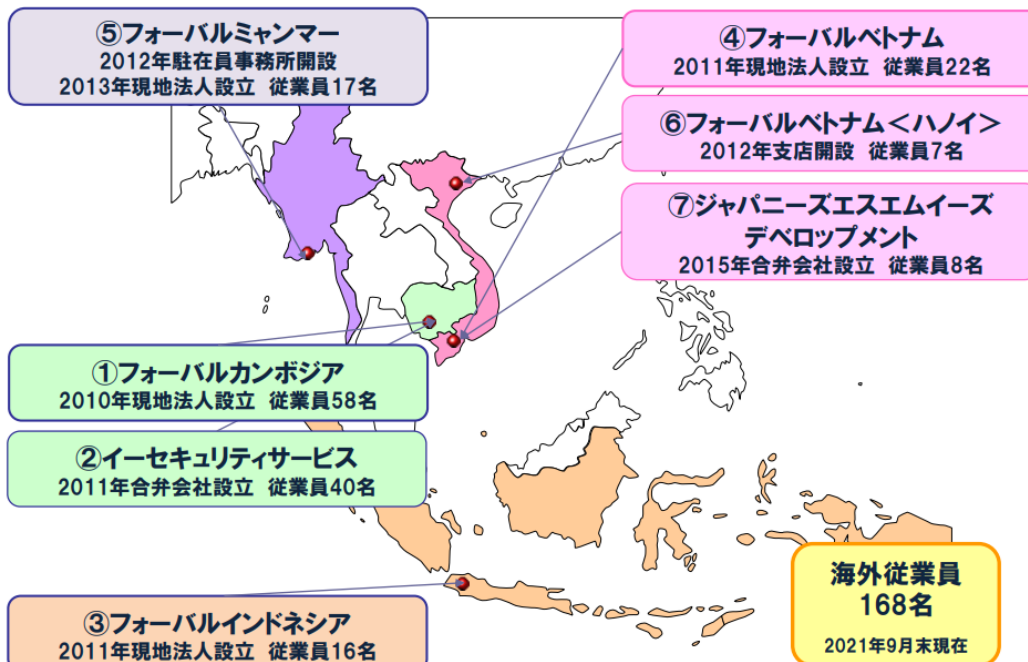 ⑤フォーバルミャンマー
2012年駐在員事務所開設
2013年現地法人設立 従業員17名
④フォーバルベトナム
2011年現地法人設立 従業員22名
⑥フォーバルベトナム＜ハノイ＞
2012年支店開設 従業員7名
⑦ジャパニーズエスエムイーズ
デベロップメント
2015年合弁会社設立 従業員8名
①フォーバルカンボジア
2010年現地法人設立 従業員58名
②イーセキュリティサービス
2011年合弁会社設立 従業員40名
③フォーバルインドネシア
2011年現地法人設立 従業員16名
海外従業員
168名
2021年9月末現在